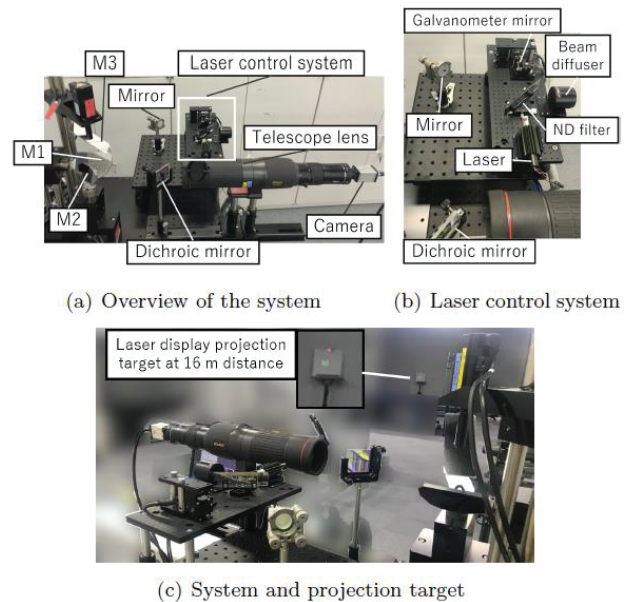 M3
Laser control system
Mirror
Telescope lens
M1
M2
Camera
Dichroic mirror
(a) Overview of the system
Galvanometer mirror
Beam
diffuser
Mirror
ND filter
Laser
Dichroic mirror
(b) Laser control system
Laser display projection
target at 16 m distance
(c) System and projection target